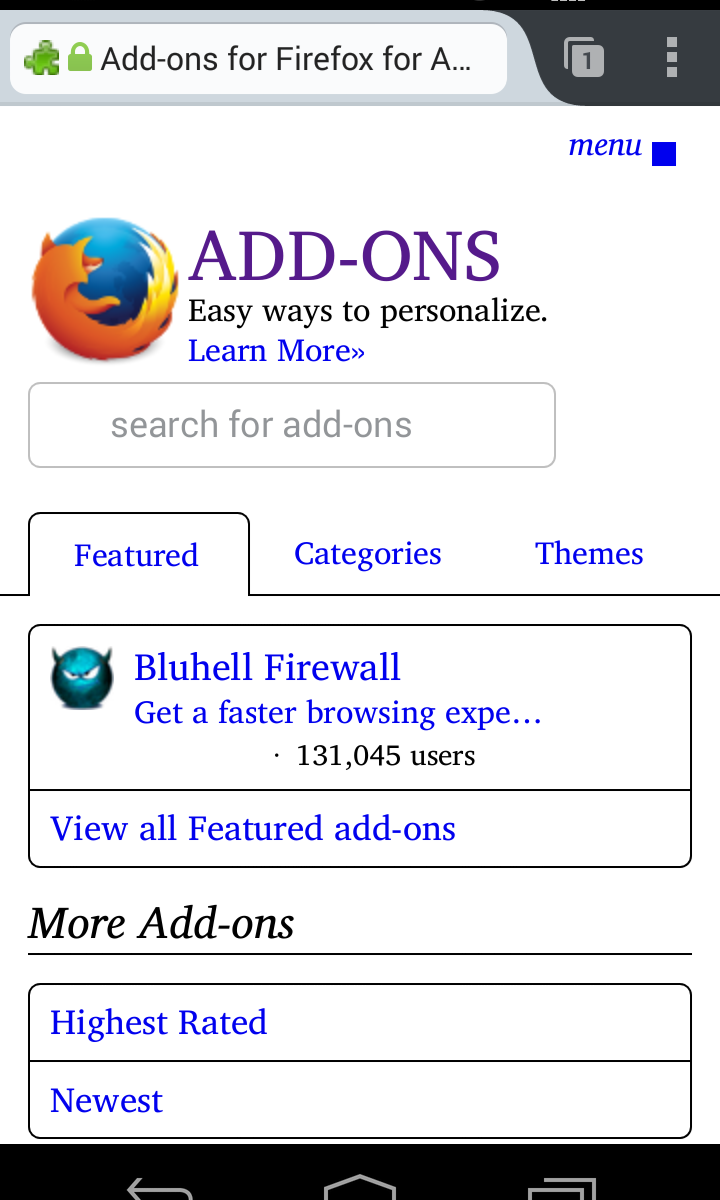 Add-ons for Firefox for A...
1
menu
ADD-ONS
Easy ways to personalize.
Learn More»
search for add-ons
Featured Categories Themes
Bluhell Firewall
Get a faster browsing expe...
· 131,045 users
View all Featured add-ons
More Add-ons
Highest Rated
Newest